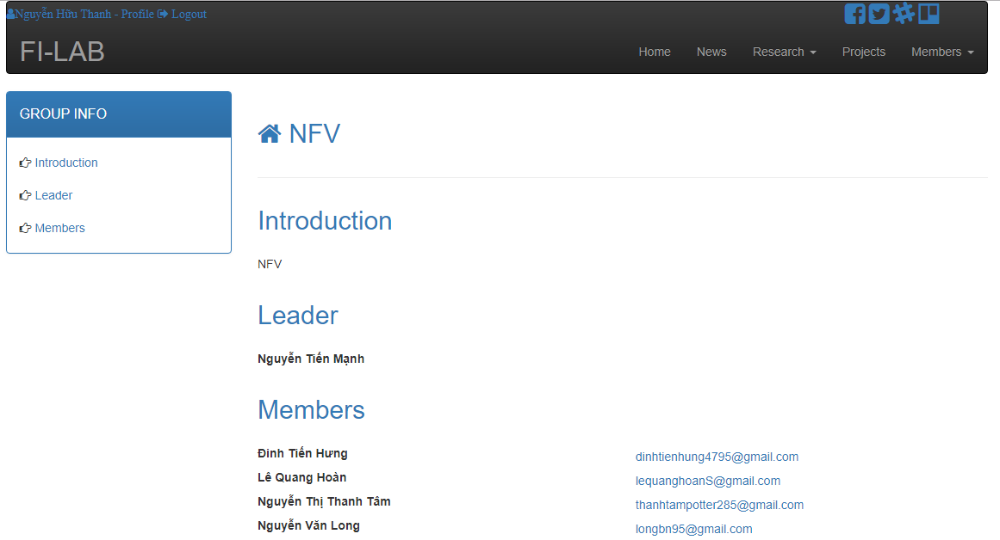 Nguyễn Hữu Thanh - Profile Logout
FI-LAB
Home News Research Projects Members
GROUP INFO
Introduction
Leader
Members
NFV
Introduction
NFV
Leader
Nguyễn Tiến Mạnh
Members
Đinh Tiến Hưng dinhtienhung4795@gmail.com
Lê Quang Hoàn lequanghoanS@gmail.com
Nguyễn Thị Thanh Tâm thanhtampotter285@gmail.com
Nguyễn Văn Long longbn95@gmail.com